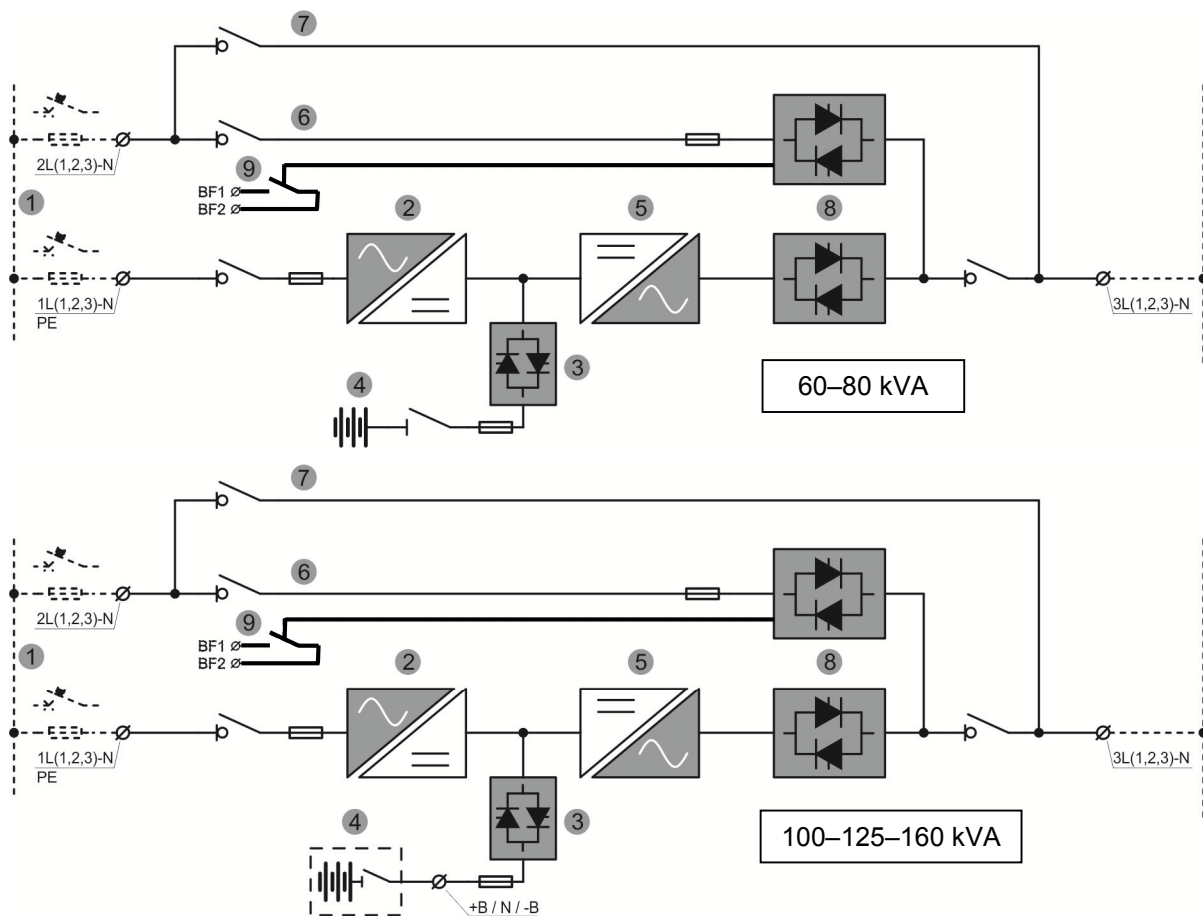 7
6
2L(1,2,3)-N
9
BF1
BF2
1
2
5
8
1L(1,2,3)-N
PE
3L(1,2,3)-N
3
4
60–80 kVA
7
6
2L(1,2,3)-N
9
BF1
BF2
1
2
5
8
1L(1,2,3)-N
PE
3L(1,2,3)-N
3
4
100–125–160 kVA
+B / N / -B